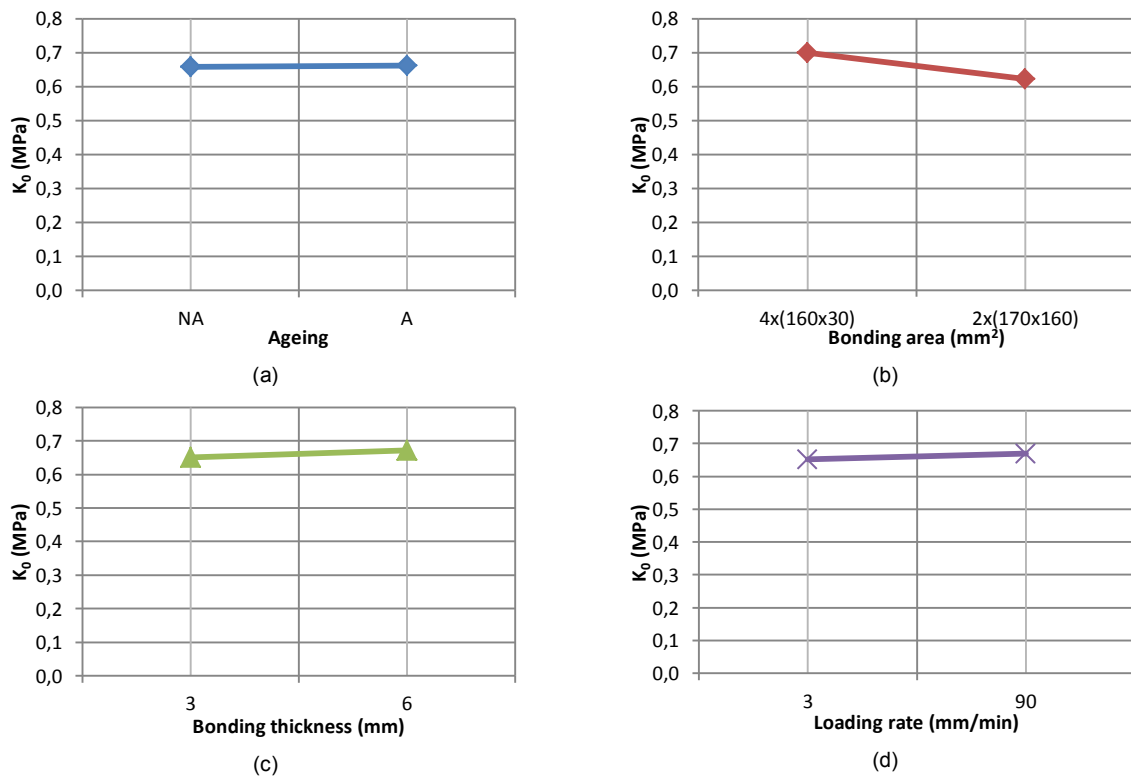 0,8
0,7
0,6
0,5
0,4
0,3
0,2
0,1
0,0
K₀ (MPa)
NA A
Ageing
(a)
0,8
0,7
0,6
0,5
0,4
0,3
0,2
0,1
0,0
K₀ (MPa)
4x(160x30) 2x(170x160)
Bonding area (mm²)
(b)
0,8
0,7
0,6
0,5
0,4
0,3
0,2
0,1
0,0
K₀ (MPa)
3 6
Bonding thickness (mm)
(c)
0,8
0,7
0,6
0,5
0,4
0,3
0,2
0,1
0,0
K₀ (MPa)
3 90
Loading rate (mm/min)
(d)